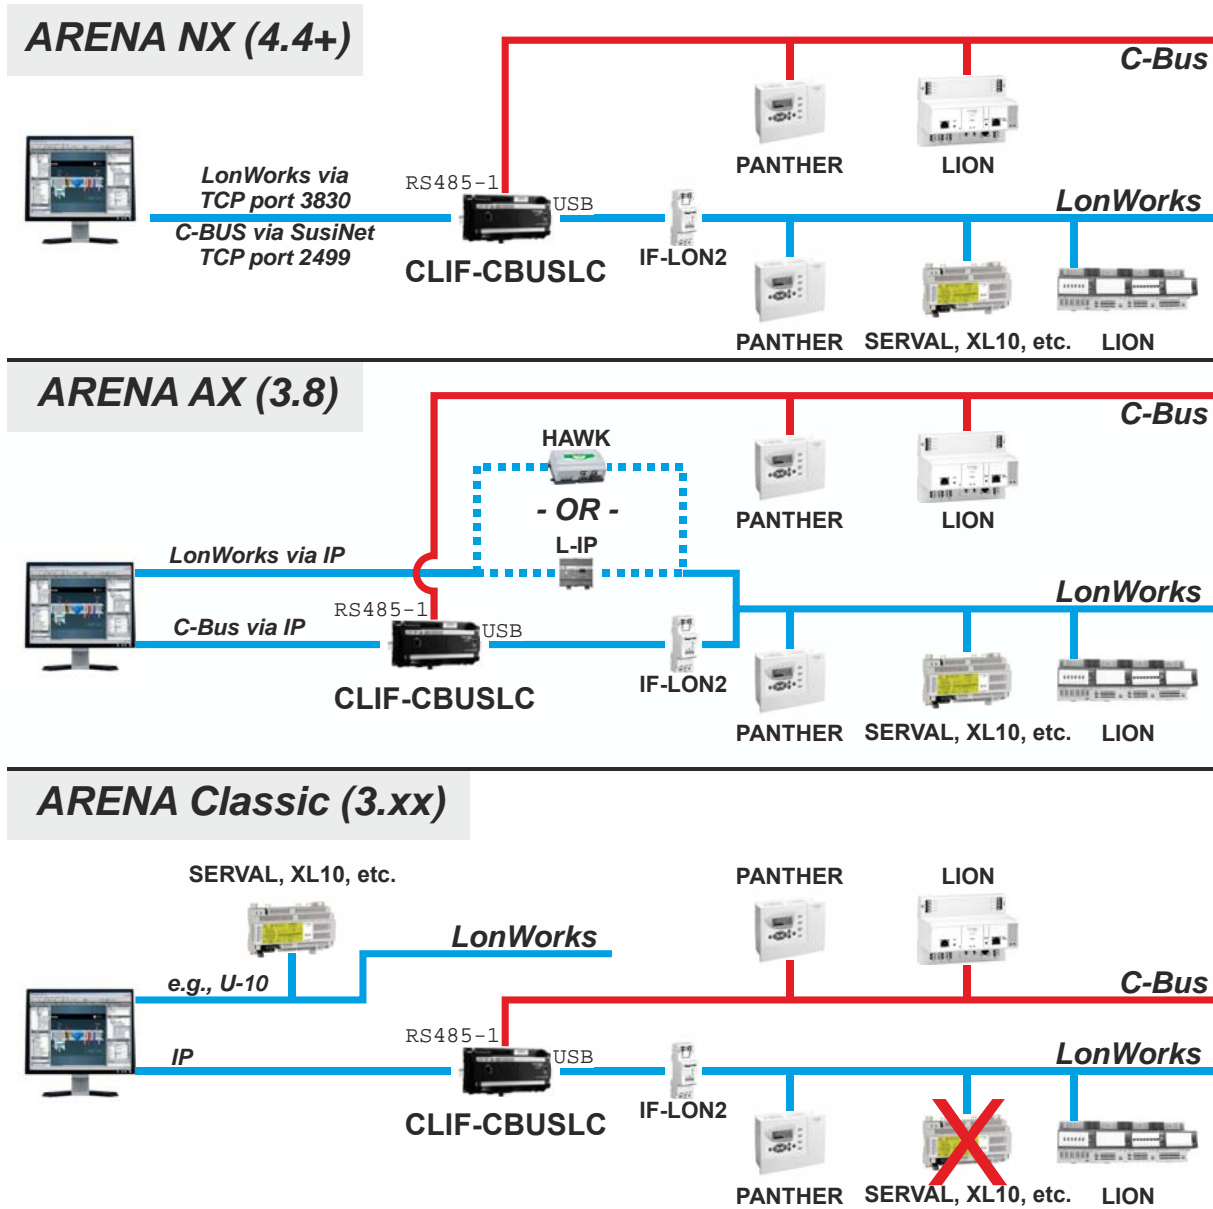 ARENA NX (4.4+)
C-Bus
PANTHER
LION
LonWorks via
TCP port 3830
RS485-1
USB
LonWorks
C-BUS via SusiNet
TCP port 2499
CLIF-CBUSLC
IF-LON2
PANTHER
SERVAL, XL10, etc.
LION
ARENA AX (3.8)
C-Bus
HAWK
- OR -
L-IP
PANTHER
LION
LonWorks via IP
LonWorks
RS485-1
C-Bus via IP
USB
CLIF-CBUSLC
IF-LON2
PANTHER
SERVAL, XL10, etc.
LION
ARENA Classic (3.xx)
SERVAL, XL10, etc.
PANTHER
LION
LonWorks
e.g., U-10
C-Bus
RS485-1
IP
USB
LonWorks
CLIF-CBUSLC
IF-LON2
PANTHER
SERVAL, XL10, etc.
LION